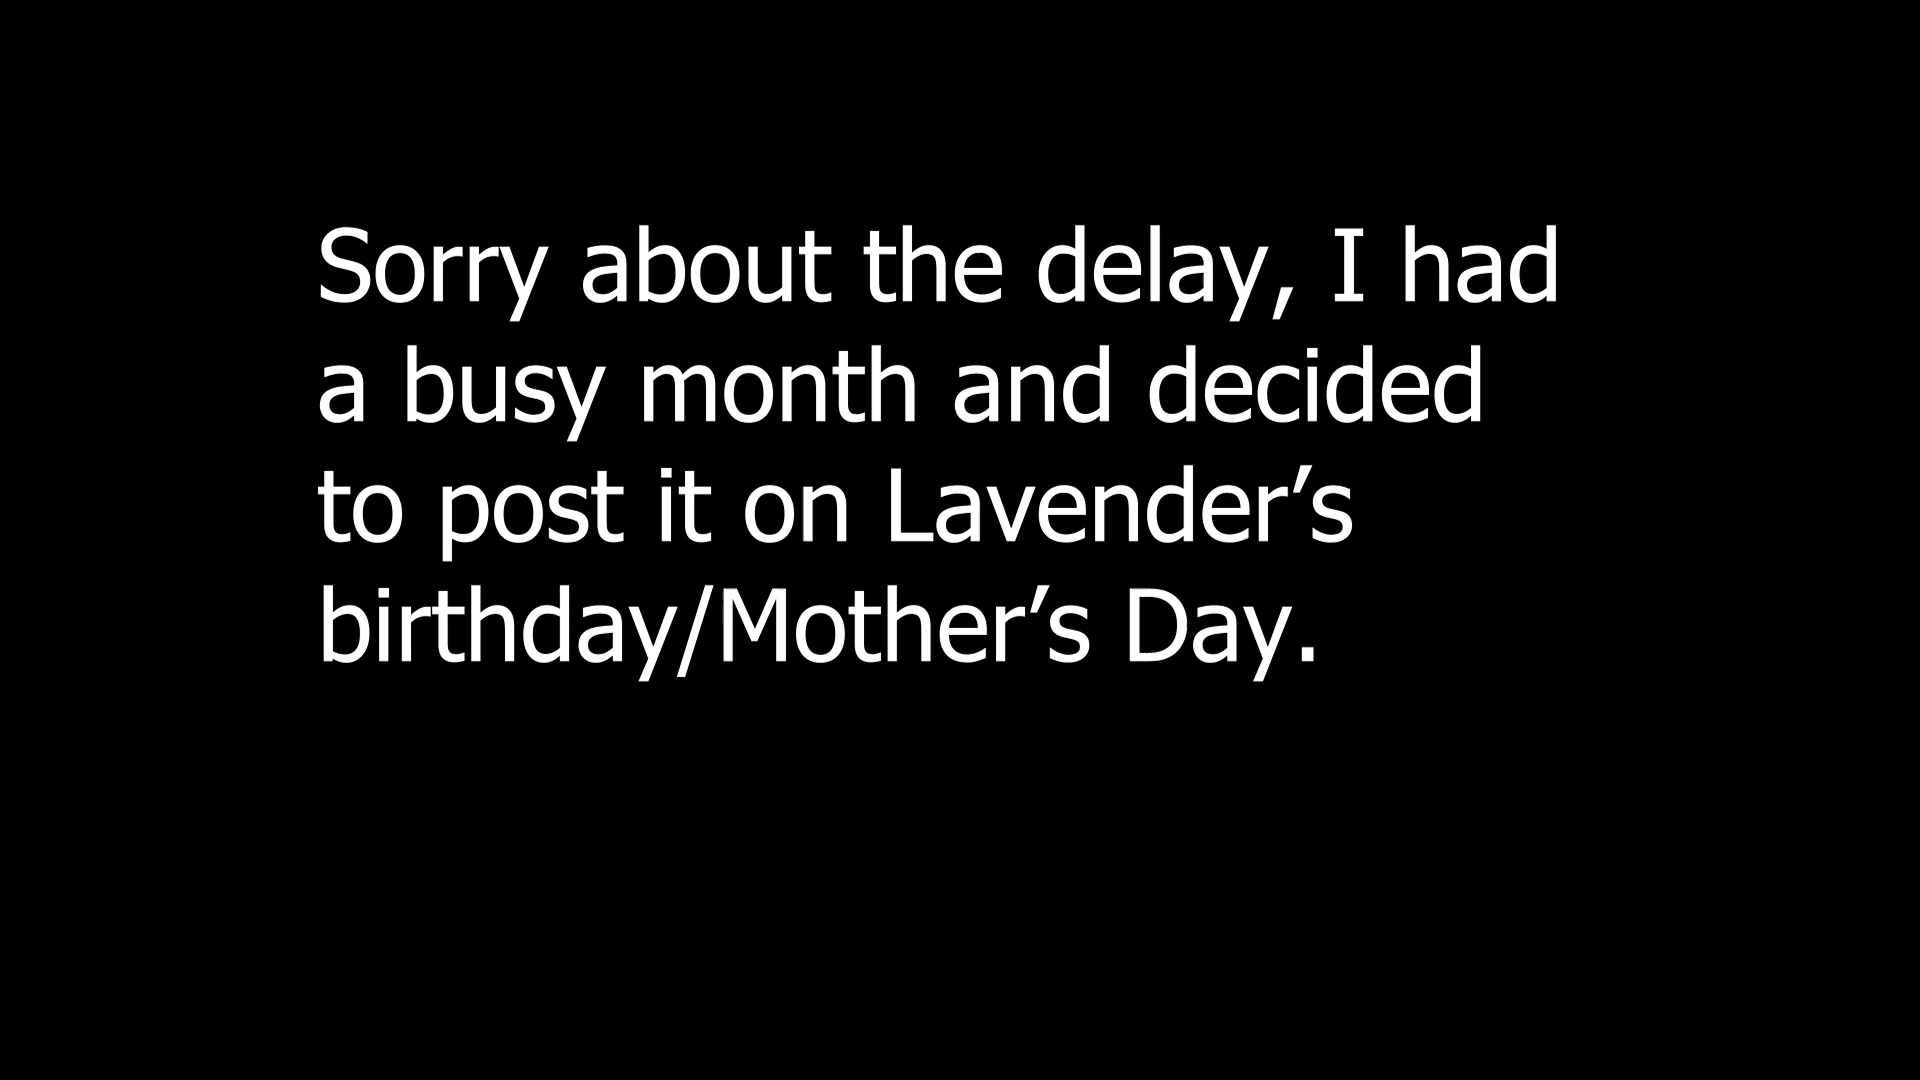 Sorry about the delay, I had
a busy month and decided
to post it on Lavender’s
birthday/Mother’s Day.